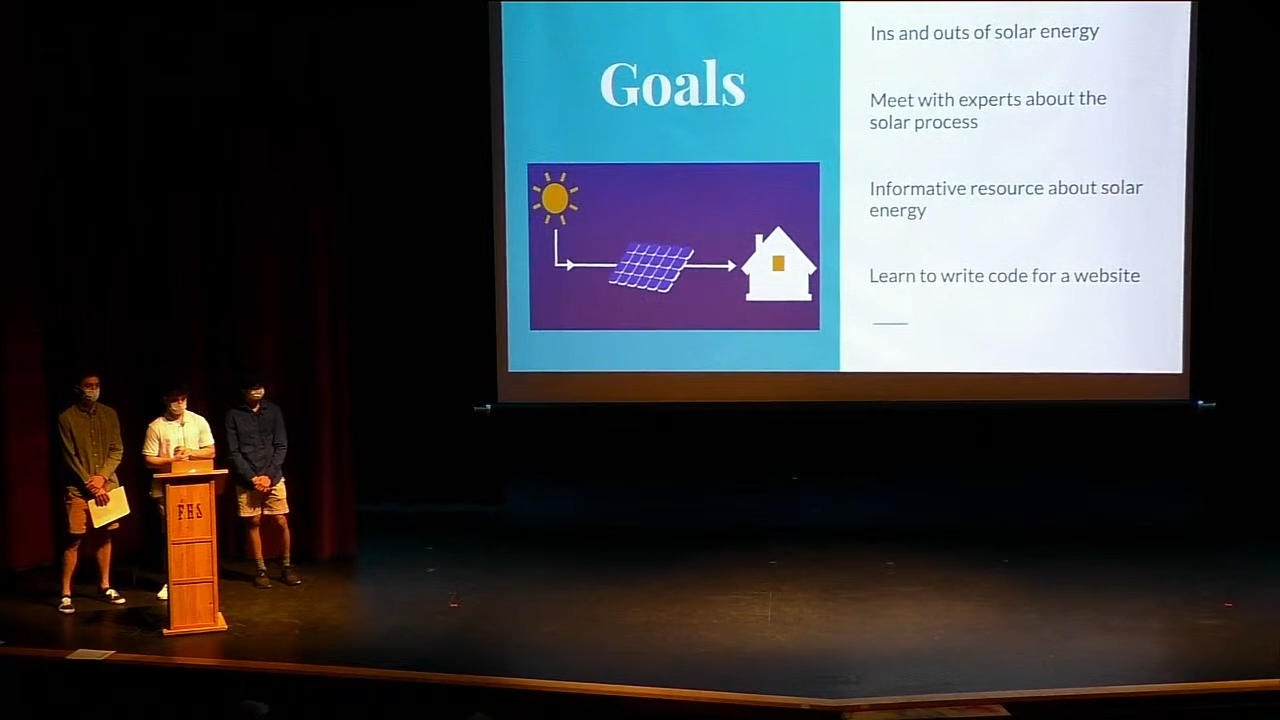 Goals
Ins and outs of solar energy
Meet with experts about the
solar process
Informative resource about solar
energy
Learn to write code for a website
FHS